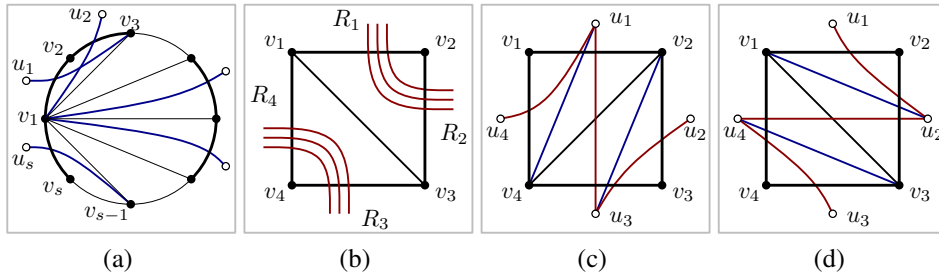 u₂ v₃
v₂
u₁
v₁
uₛ
vₛ
vₛ₋₁
(a)
R₁
v₁ v₂
R₄
R₂
v₄ v₃
R₃
(b)
u₁
v₁ v₂
u₄ u₂
v₄ v₃
u₃
(c)
u₁
v₁ v₂
u₄ u₂
v₄ v₃
u₃
(d)